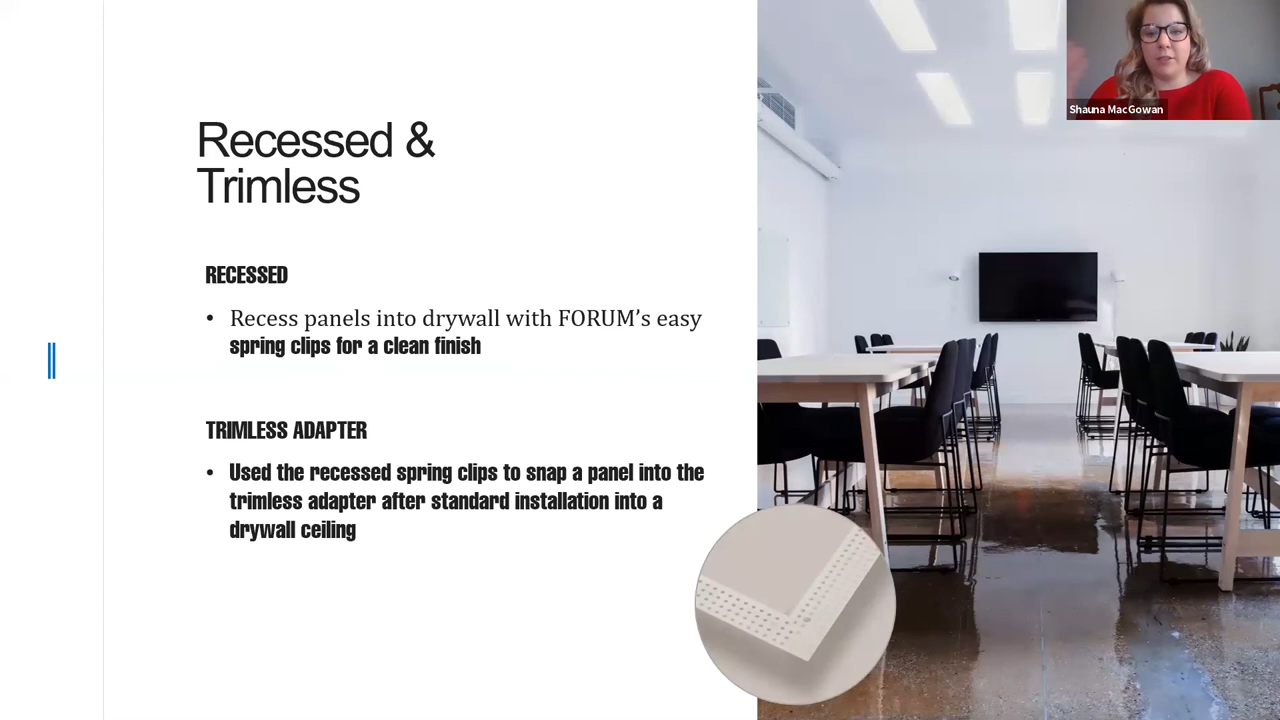 Recessed &
Trimless
RECESSED
• Recess panels into drywall with FORUM’s easy
spring clips for a clean finish
TRIMLESS ADAPTER
• Used the recessed spring clips to snap a panel into the
trimless adapter after standard installation into a
drywall ceiling
Shauna MacGowan